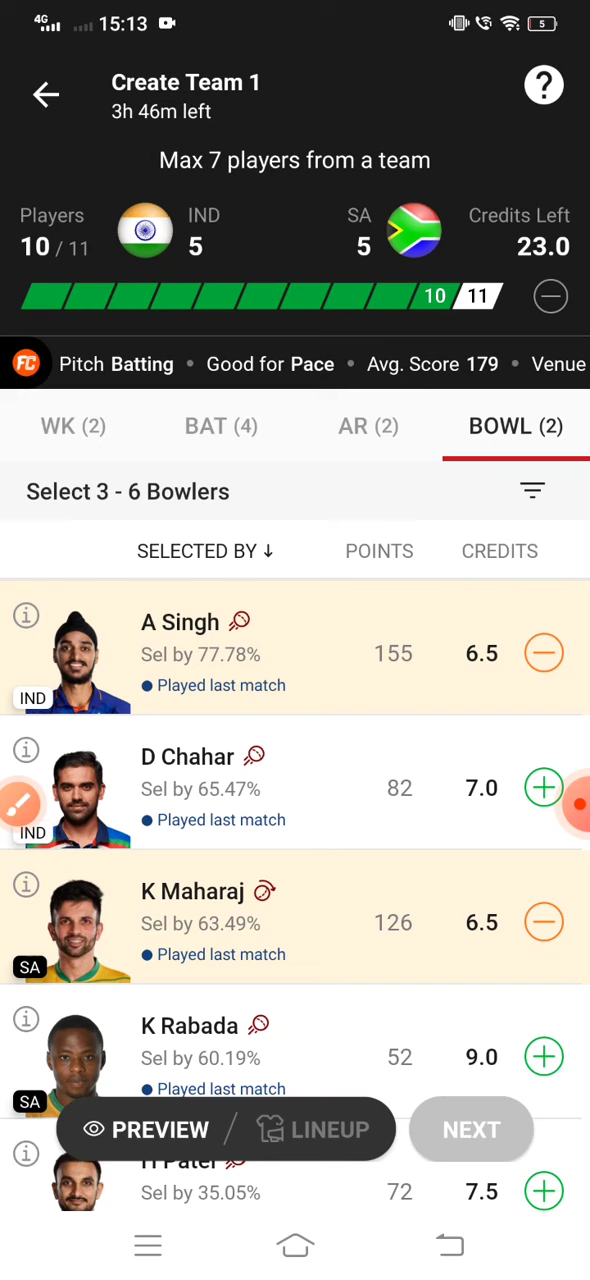 4G 15:13 5
Create Team 1
3h 46m left
?
Max 7 players from a team
Players IND SA Credits Left
10 / 11 5 5 23.0
10 11
FC Pitch Batting • Good for Pace • Avg. Score 179 • Venue
WK (2) BAT (4) AR (2) BOWL (2)
Select 3 - 6 Bowlers
SELECTED BY ↓ POINTS CREDITS
A Singh
Sel by 77.78% 155 6.5
Played last match
IND
D Chahar
Sel by 65.47% 82 7.0
Played last match
IND
K Maharaj
Sel by 63.49% 126 6.5
Played last match
SA
K Rabada
Sel by 60.19% 52 9.0
Played last match
SA
PREVIEW / LINEUP NEXT
H Patel
Sel by 35.05% 72 7.5